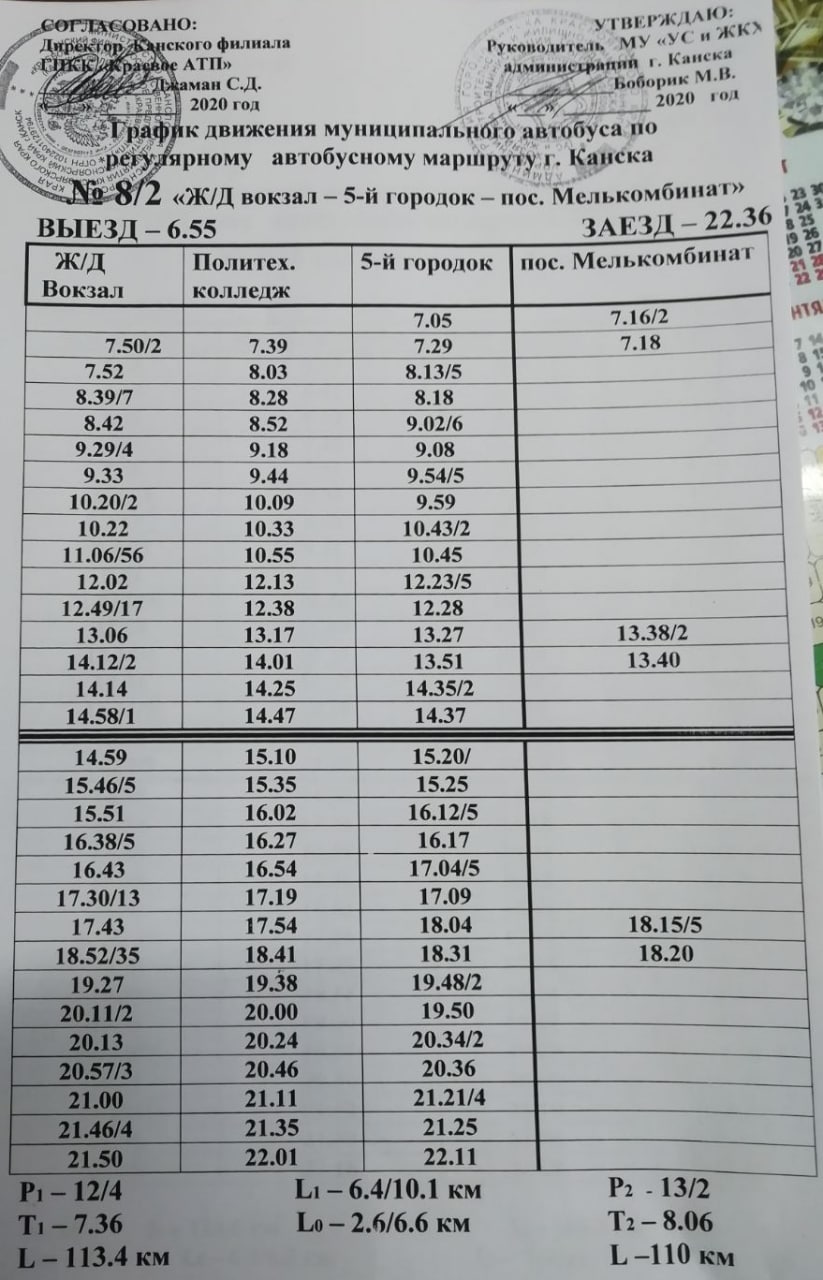 СОГЛАСОВАНО:
Директор Канского филиала
ГПКК «Краевое АТП»
Джаман С.Д.
«__»________ 2020 год
УТВЕРЖДАЮ:
Руководитель МУ «УС и ЖКХ
администрации г. Канска
Боборик М.В.
«__»________ 2020 год
График движения муниципального автобуса по
регулярному автобусному маршруту г. Канска
№ 8/2 «Ж/Д вокзал – 5-й городок – пос. Мелькомбинат»
ВЫЕЗД – 6.55 ЗАЕЗД – 22.36
Ж/Д Политех. 5-й городок пос. Мелькомбинат
Вокзал колледж
7.05 7.16/2
7.50/2 7.39 7.29 7.18
7.52 8.03 8.13/5
8.39/7 8.28 8.18
8.42 8.52 9.02/6
9.29/4 9.18 9.08
9.33 9.44 9.54/5
10.20/2 10.09 9.59
10.22 10.33 10.43/2
11.06/56 10.55 10.45
12.02 12.13 12.23/5
12.49/17 12.38 12.28
13.06 13.17 13.27 13.38/2
14.12/2 14.01 13.51 13.40
14.14 14.25 14.35/2
14.58/1 14.47 14.37
14.59 15.10 15.20/
15.46/5 15.35 15.25
15.51 16.02 16.12/5
16.38/5 16.27 16.17
16.43 16.54 17.04/5
17.30/13 17.19 17.09
17.43 17.54 18.04 18.15/5
18.52/35 18.41 18.31 18.20
19.27 19.38 19.48/2
20.11/2 20.00 19.50
20.13 20.24 20.34/2
20.57/3 20.46 20.36
21.00 21.11 21.21/4
21.46/4 21.35 21.25
21.50 22.01 22.11
Р1 – 12/4 L1 – 6.4/10.1 км Р2 - 13/2
Т1 – 7.36 L0 – 2.6/6.6 км Т2 – 8.06
L – 113.4 км L –110 км